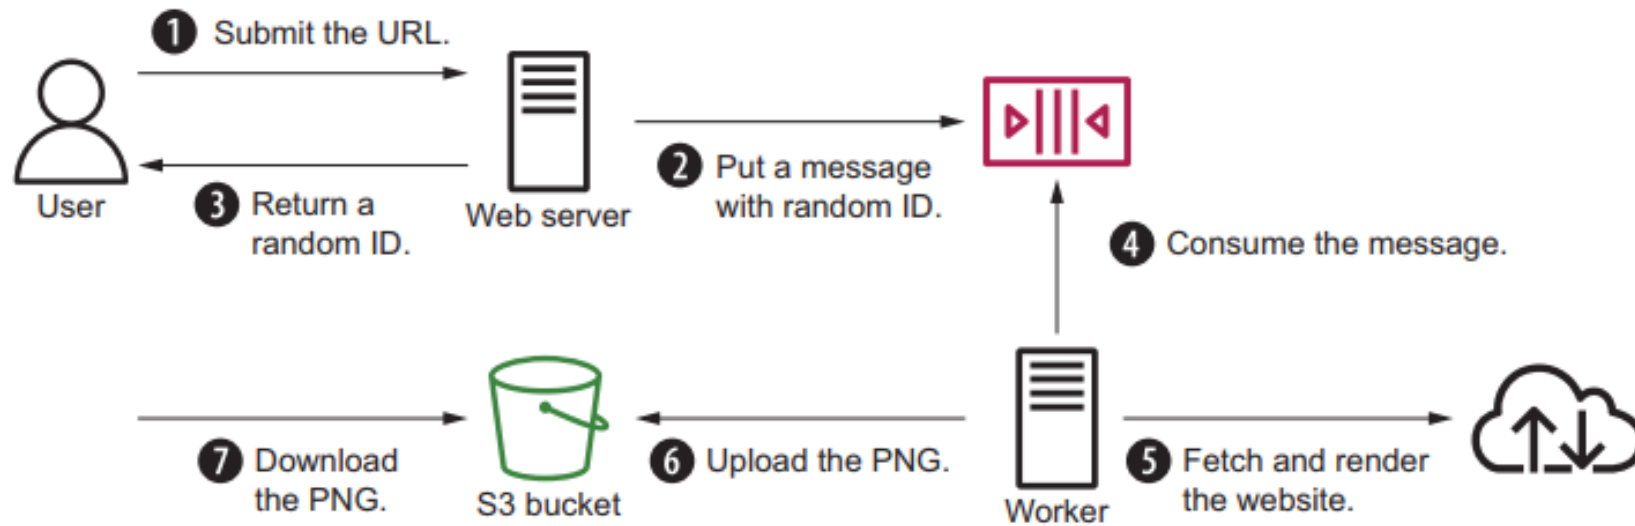 1 Submit the URL.
User
3 Return a
random ID.
Web server
2 Put a message
with random ID.
4 Consume the message.
7 Download
the PNG.
S3 bucket
6 Upload the PNG.
Worker
5 Fetch and render
the website.